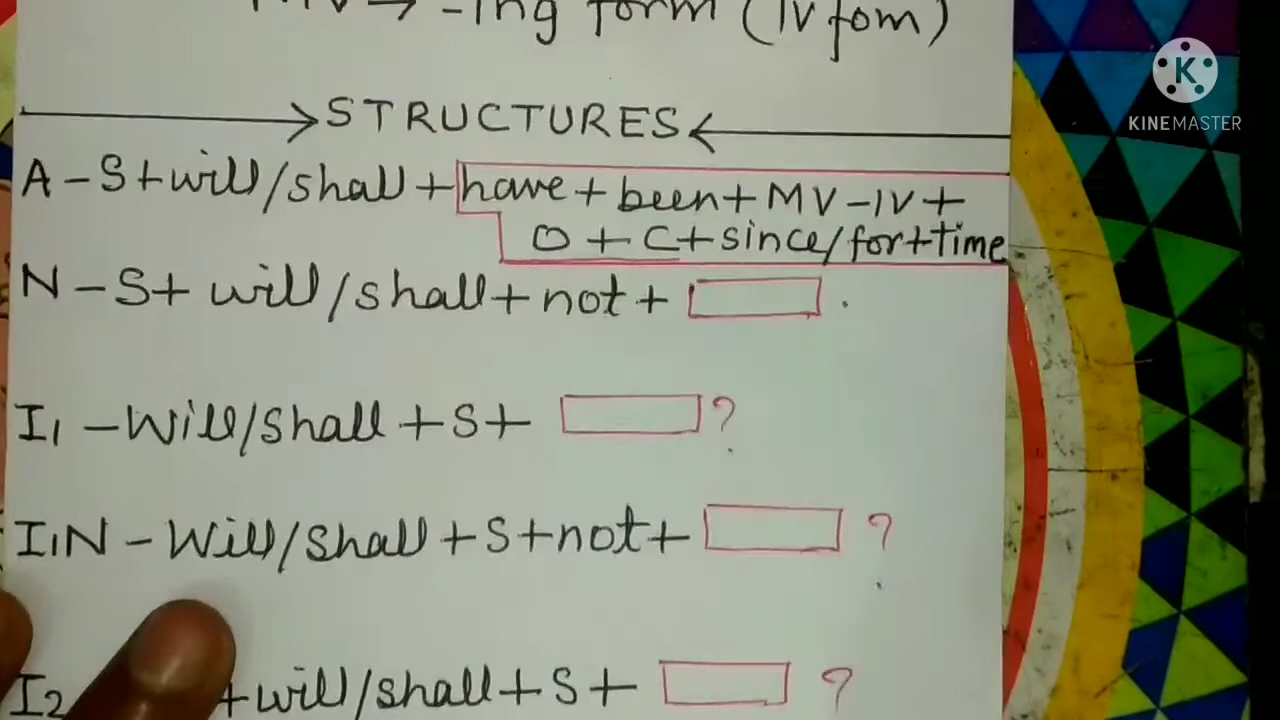 MV → -ing form (IV fom)
K
KINEMASTER
STRUCTURES
A - S + will/shall + have + been + MV - IV +
O + C + since/for + time
N - S + will/shall + not + .
I₁ - Will/Shall + S + ?
I₁N - Will/Shall + S + not + ?
I₂ + will/shall + S + ?